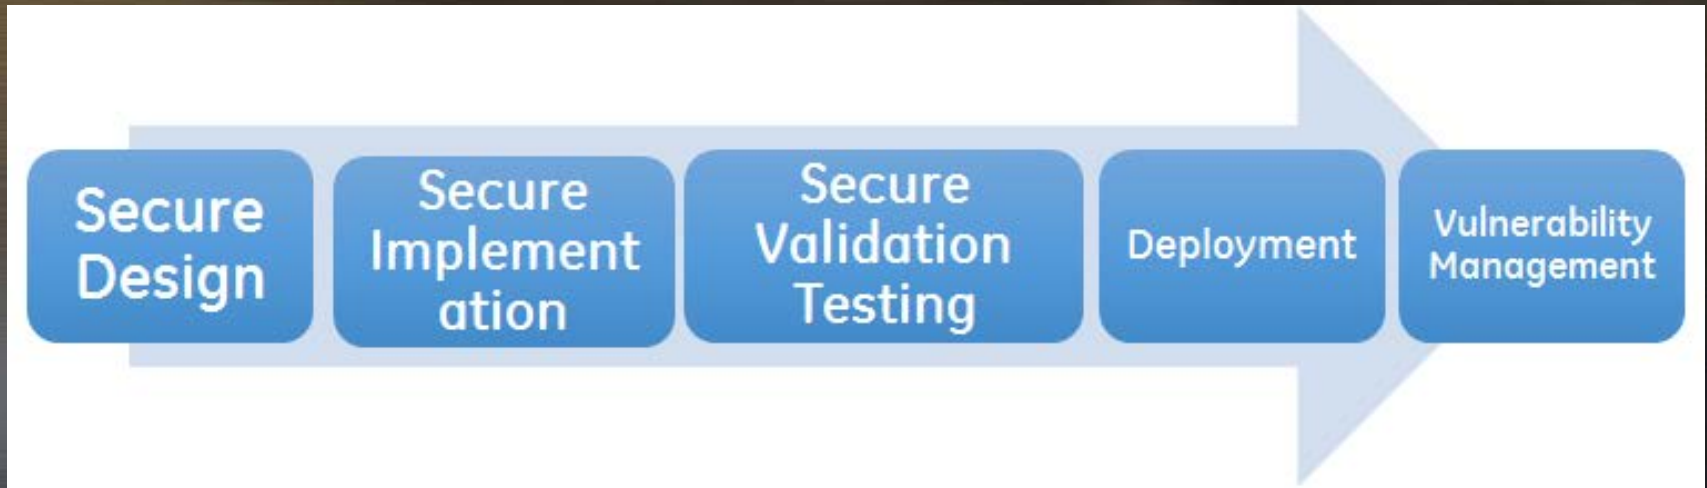 Secure
Design
Secure
Implement
ation
Secure
Validation
Testing
Deployment
Vulnerability
Management